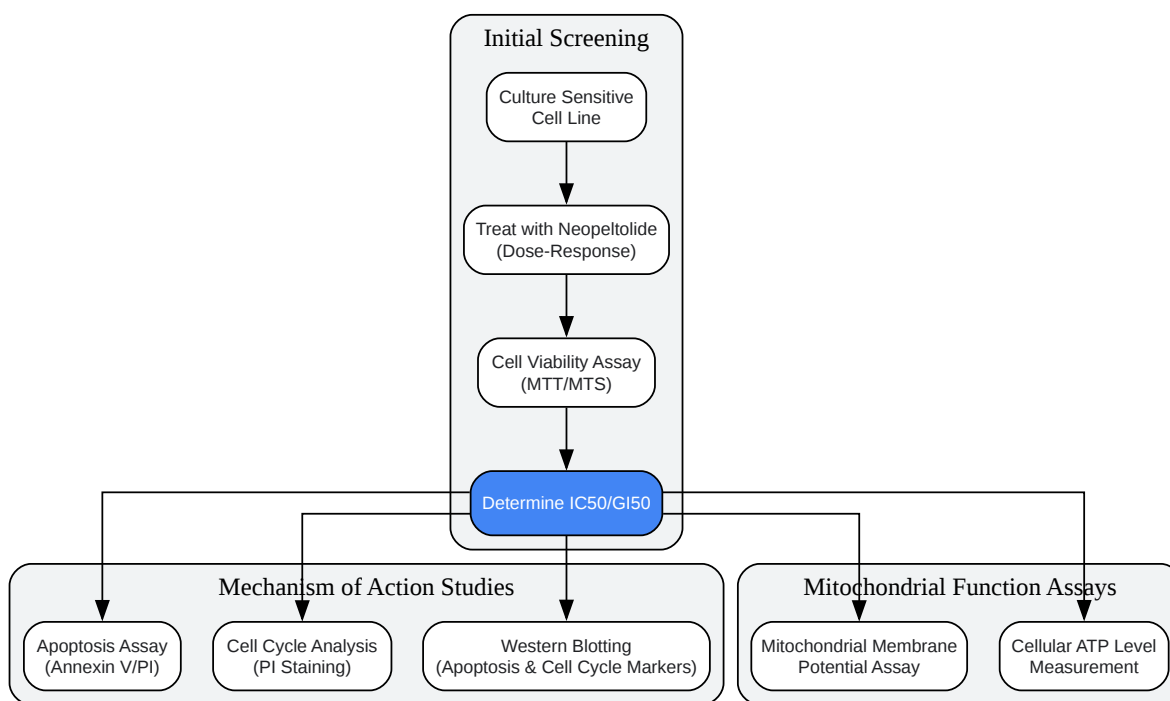 Initial Screening
Culture Sensitive
Cell Line
Treat with Neopeltolide
(Dose-Response)
Cell Viability Assay
(MTT/MTS)
Determine IC50/GI50
Mechanism of Action Studies
Apoptosis Assay
(Annexin V/PI)
Cell Cycle Analysis
(PI Staining)
Western Blotting
(Apoptosis & Cell Cycle Markers)
Mitochondrial Function Assays
Mitochondrial Membrane
Potential Assay
Cellular ATP Level
Measurement